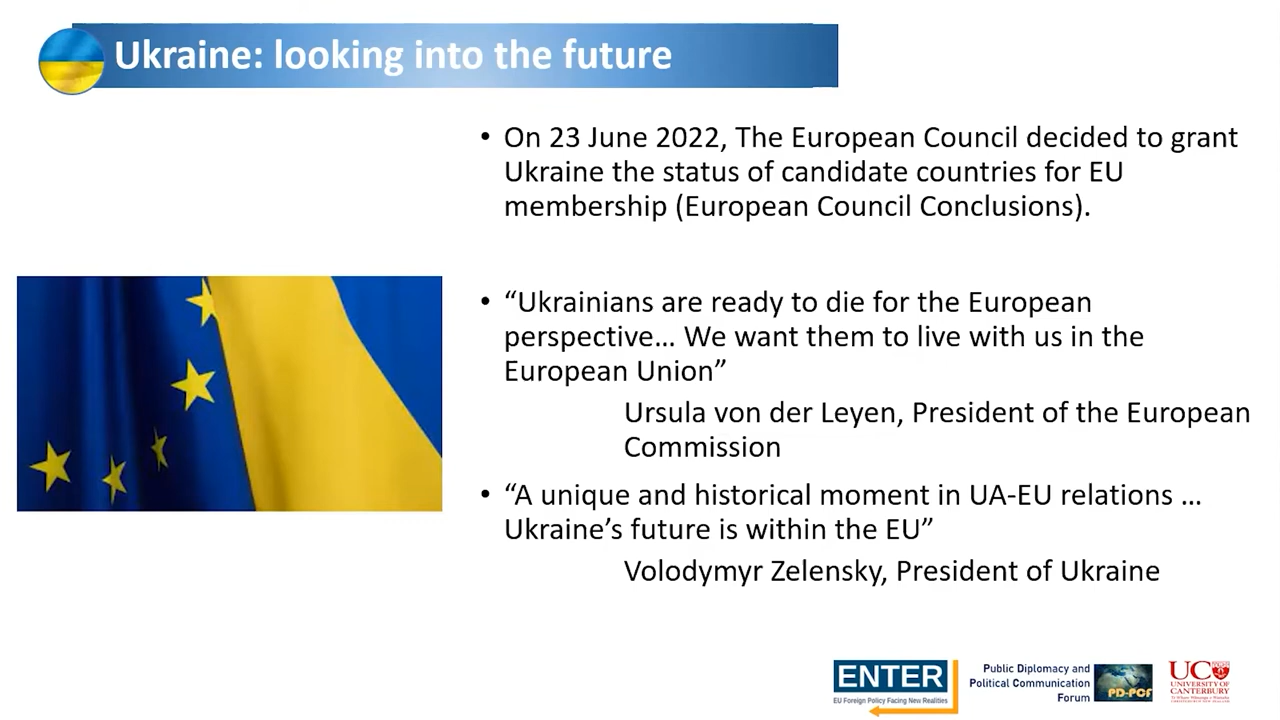 Ukraine: looking into the future
• On 23 June 2022, The European Council decided to grant
Ukraine the status of candidate countries for EU
membership (European Council Conclusions).
• “Ukrainians are ready to die for the European
perspective… We want them to live with us in the
European Union”
Ursula von der Leyen, President of the European
Commission
• “A unique and historical moment in UA-EU relations …
Ukraine’s future is within the EU”
Volodymyr Zelensky, President of Ukraine
ENTER
EU Foreign Policy Facing New Realities
Public Diplomacy and
Political Communication
Forum
PD-PCF
UC
UNIVERSITY OF
CANTERBURY